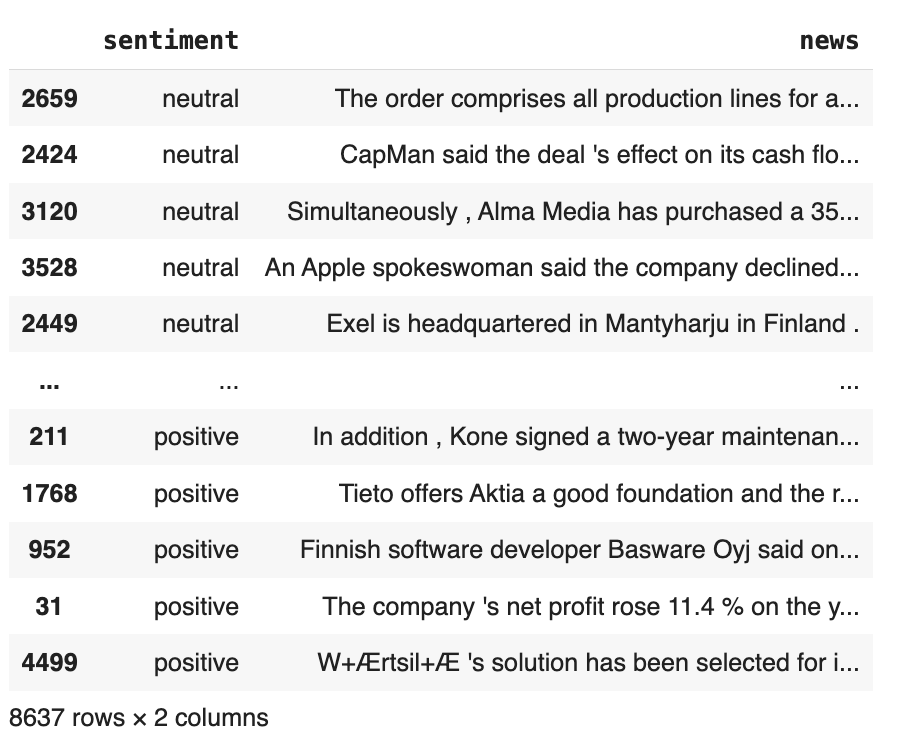 sentiment news
2659 neutral The order comprises all production lines for a...
2424 neutral CapMan said the deal 's effect on its cash flo...
3120 neutral Simultaneously , Alma Media has purchased a 35...
3528 neutral An Apple spokeswoman said the company declined...
2449 neutral Exel is headquartered in Mantyharju in Finland .
... ... ...
211 positive In addition , Kone signed a two-year maintenan...
1768 positive Tieto offers Aktia a good foundation and the r...
952 positive Finnish software developer Basware Oyj said on...
31 positive The company 's net profit rose 11.4 % on the y...
4499 positive W+Ærtsil+Æ 's solution has been selected for i...
8637 rows × 2 columns